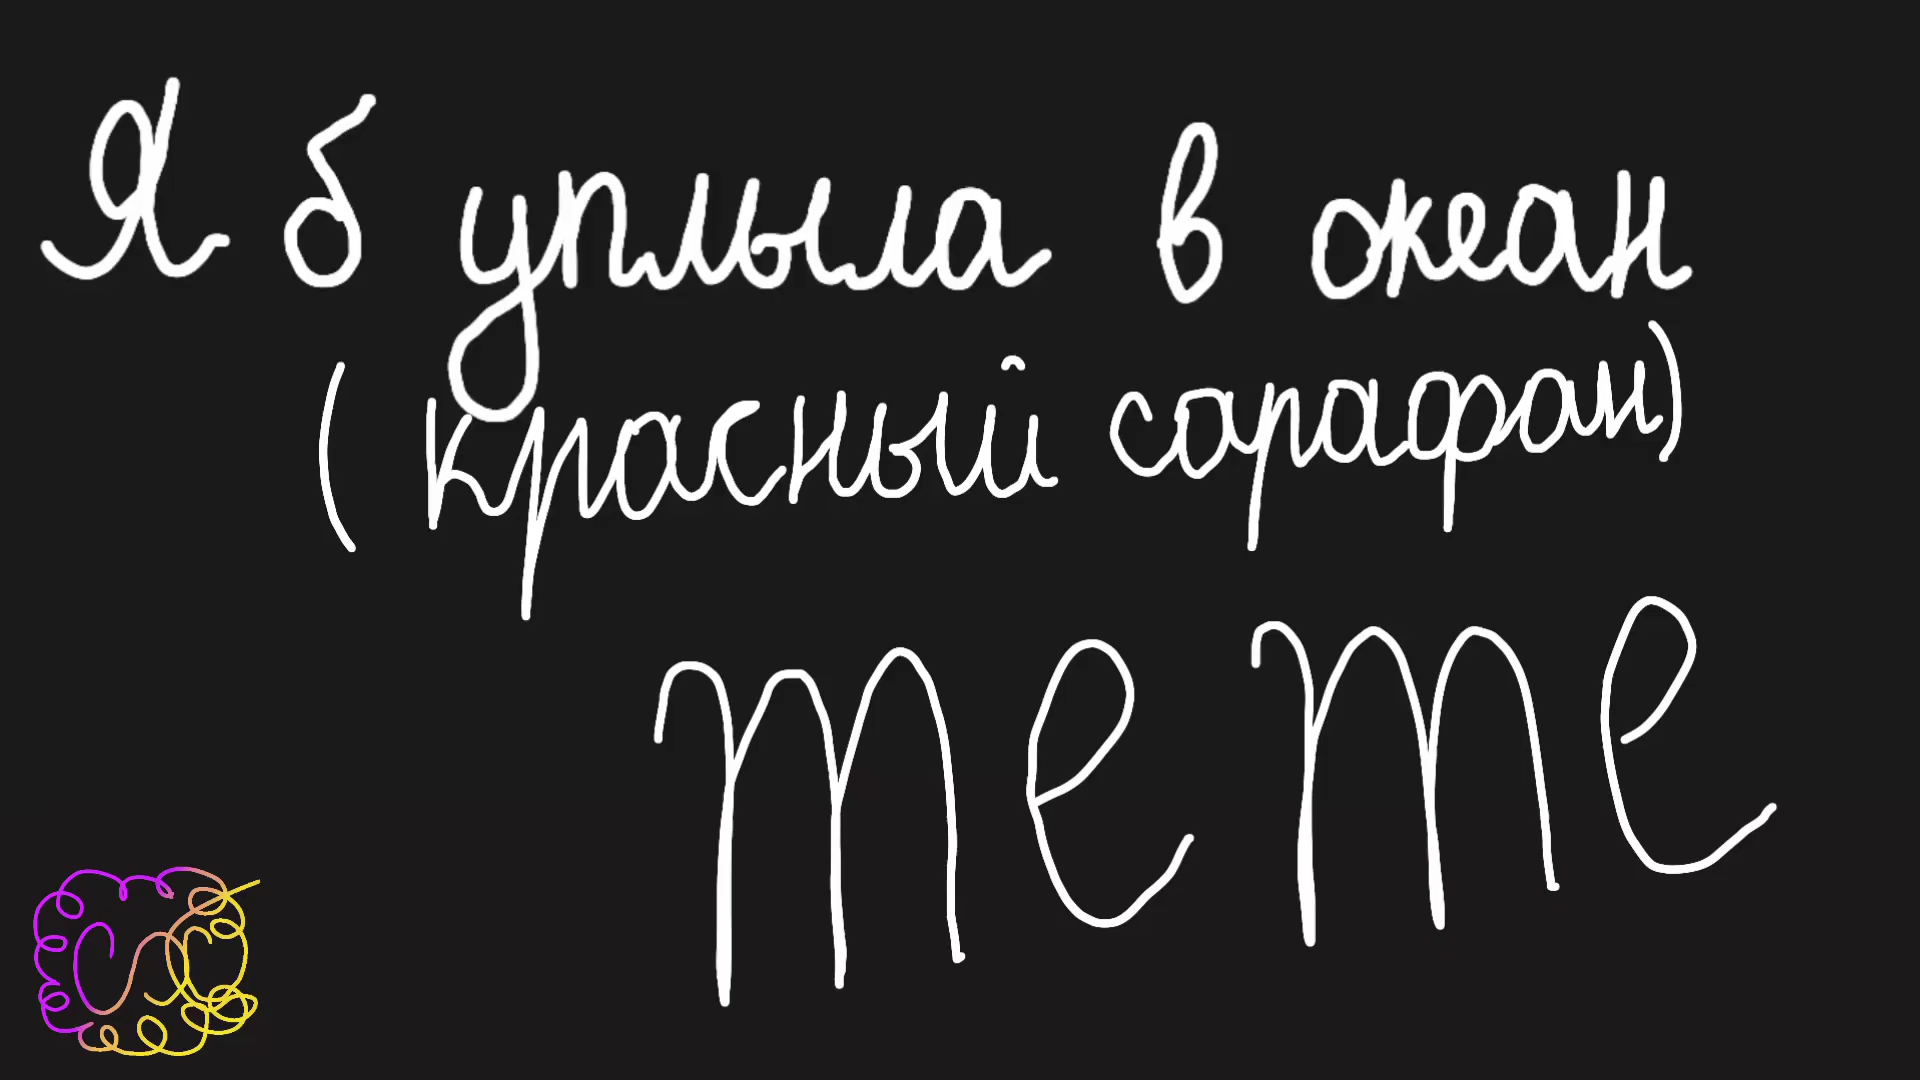 Я б уплыла в океан
(красный сарафан)
meme